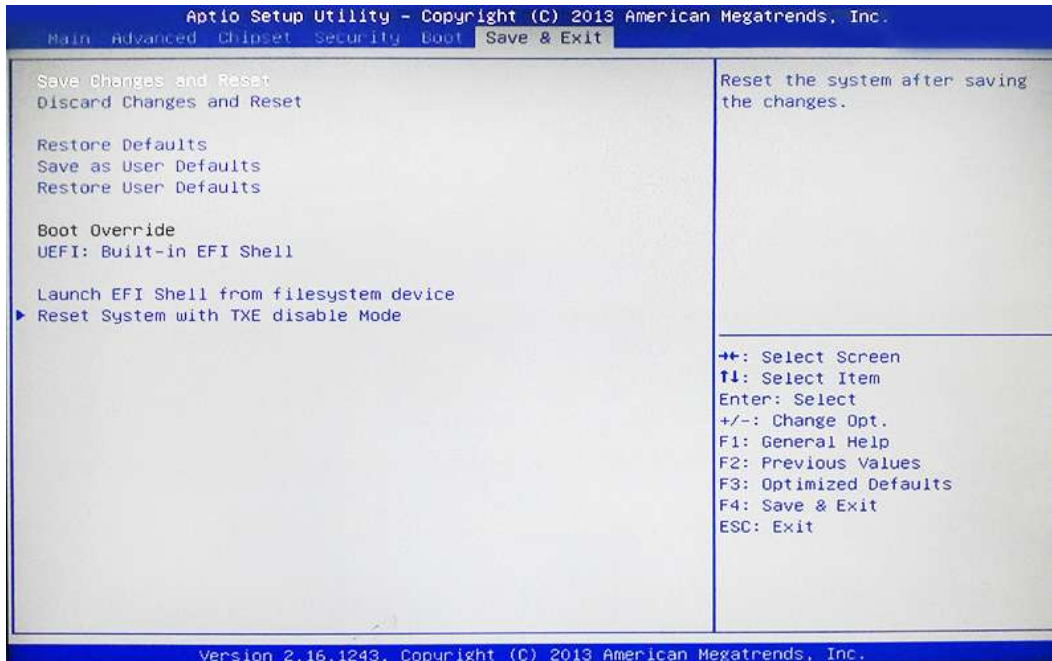 Aptio Setup Utility - Copyright (C) 2013 American Megatrends, Inc.
Main Advanced Chipset Security Boot Save & Exit
Save Changes and Reset
Discard Changes and Reset
Restore Defaults
Save as User Defaults
Restore User Defaults
Boot Override
UEFI: Built-in EFI Shell
Launch EFI Shell from filesystem device
▶ Reset System with TXE disable Mode
Reset the system after saving
the changes.
→←: Select Screen
↑↓: Select Item
Enter: Select
+/-: Change Opt.
F1: General Help
F2: Previous Values
F3: Optimized Defaults
F4: Save & Exit
ESC: Exit
Version 2.16.1243. Copyright (C) 2013 American Megatrends, Inc.